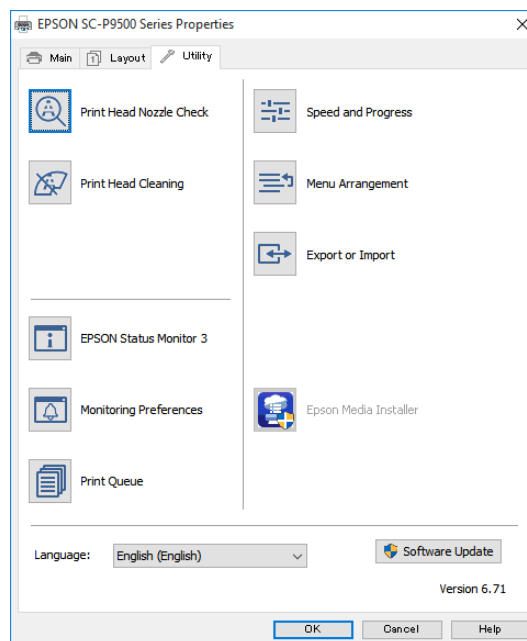 EPSON SC-P9500 Series Properties
Main
Layout
Utility
Print Head Nozzle Check
Speed and Progress
Print Head Cleaning
Menu Arrangement
Export or Import
EPSON Status Monitor 3
Monitoring Preferences
Epson Media Installer
Print Queue
Language:
English (English)
Software Update
Version 6.71
OK
Cancel
Help